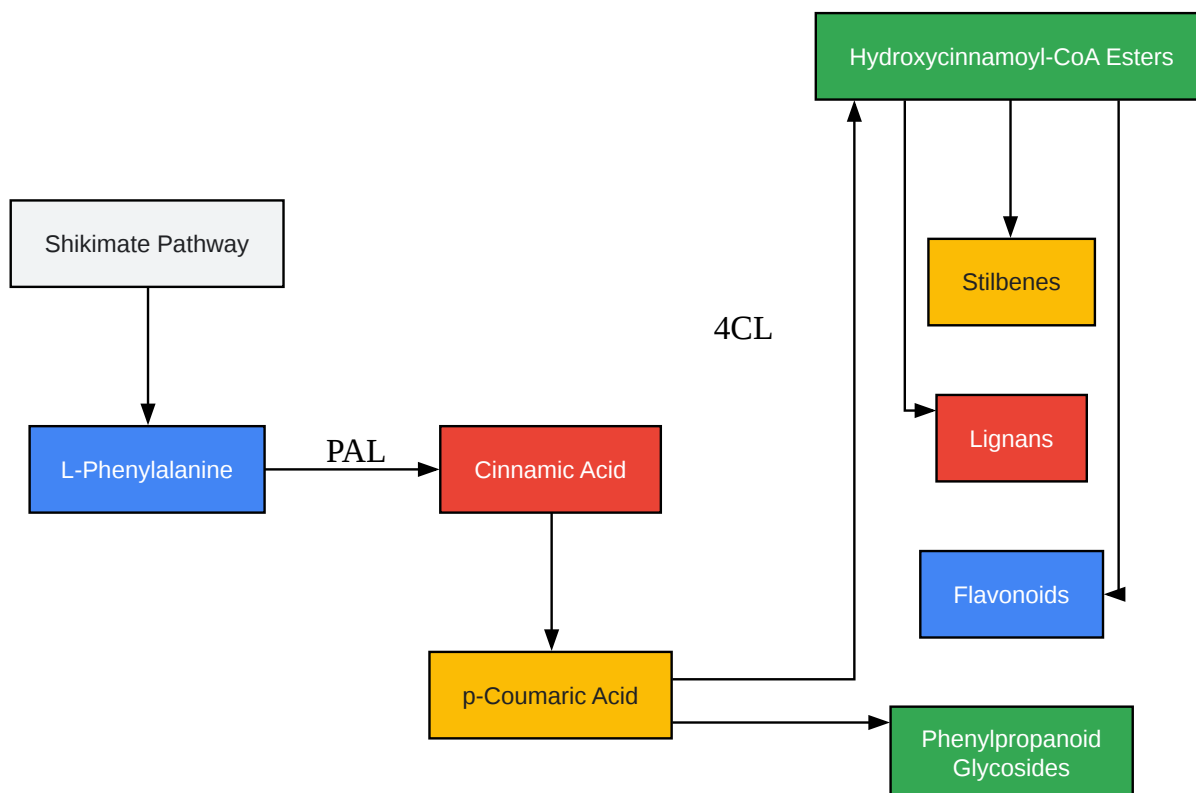 Hydroxycinnamoyl-CoA Esters
Shikimate Pathway
Stilbenes
4CL
Lignans
L-Phenylalanine
PAL
Cinnamic Acid
Flavonoids
p-Coumaric Acid
Phenylpropanoid
Glycosides